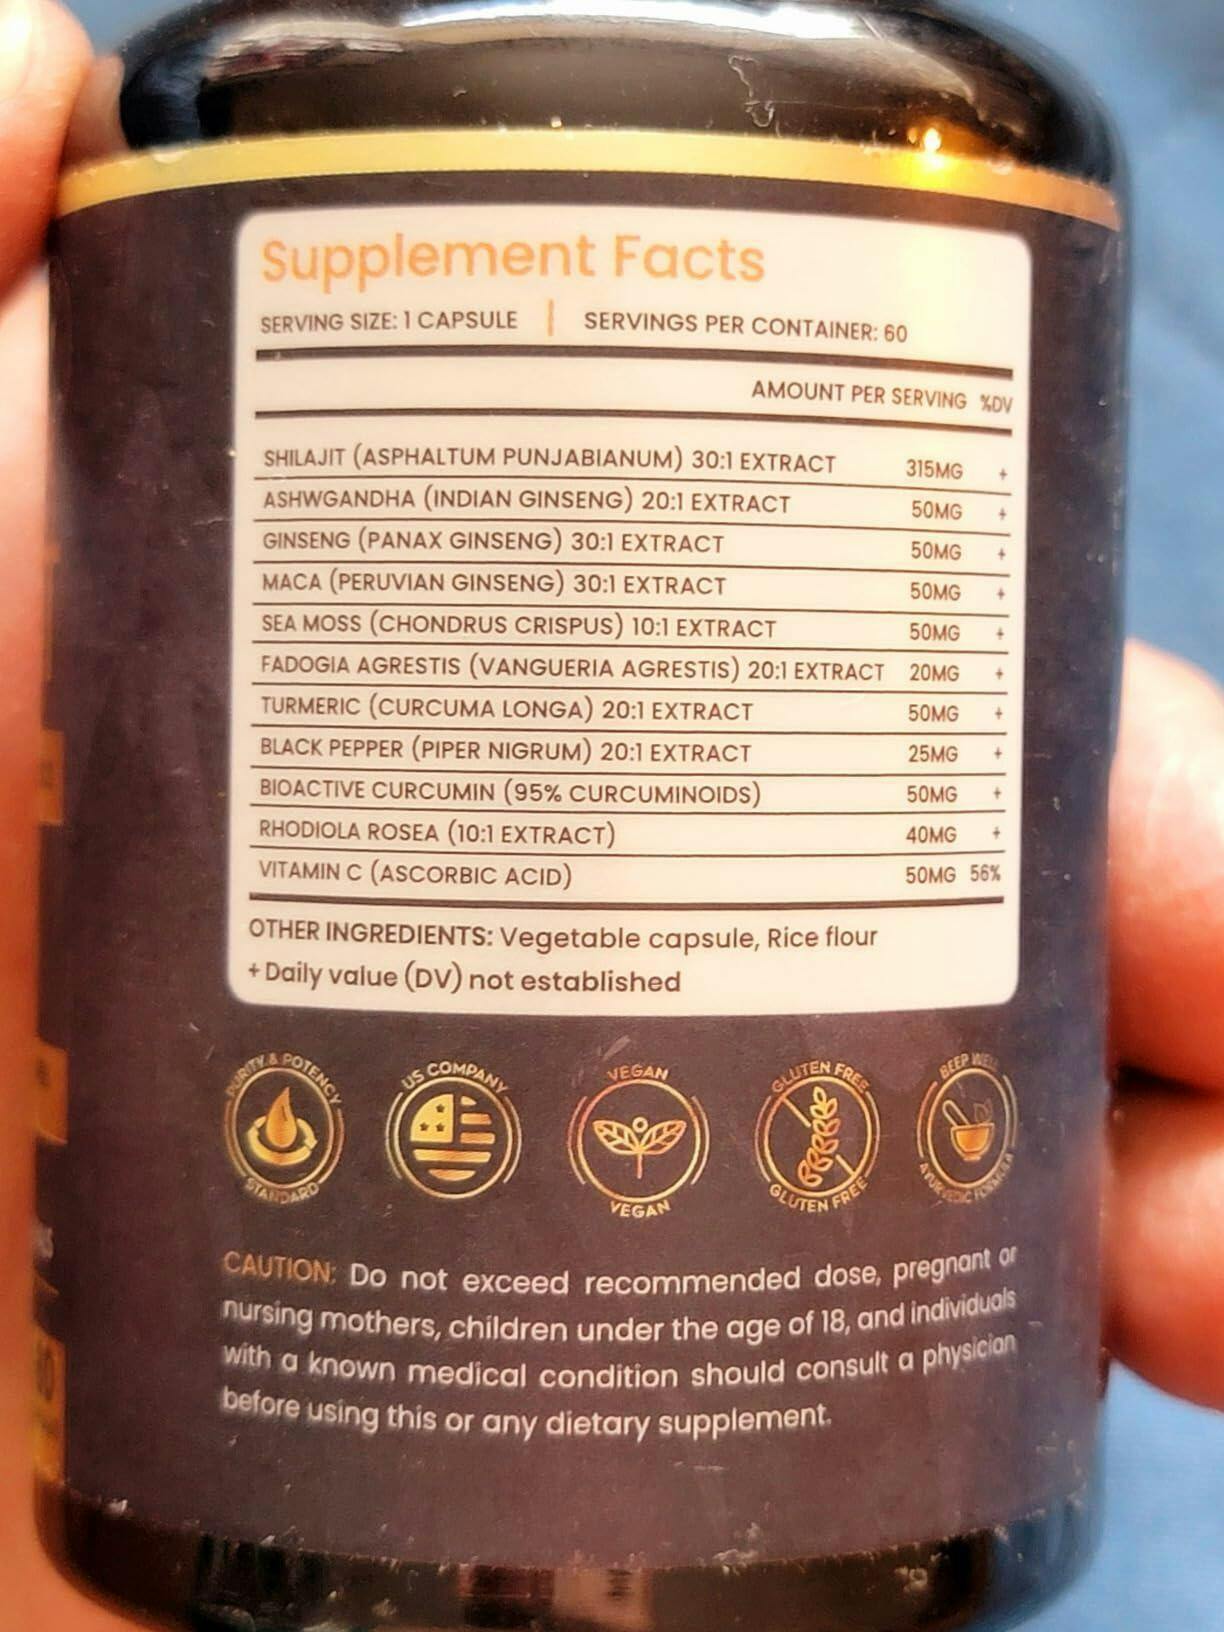 Supplement Facts
SERVING SIZE: 1 CAPSULE | SERVINGS PER CONTAINER: 60
AMOUNT PER SERVING %DV
SHILAJIT (ASPHALTUM PUNJABIANUM) 30:1 EXTRACT 315MG +
ASHWGANDHA (INDIAN GINSENG) 20:1 EXTRACT 50MG +
GINSENG (PANAX GINSENG) 30:1 EXTRACT 50MG +
MACA (PERUVIAN GINSENG) 30:1 EXTRACT 50MG +
SEA MOSS (CHONDRUS CRISPUS) 10:1 EXTRACT 50MG +
FADOGIA AGRESTIS (VANGUERIA AGRESTIS) 20:1 EXTRACT 20MG +
TURMERIC (CURCUMA LONGA) 20:1 EXTRACT 50MG +
BLACK PEPPER (PIPER NIGRUM) 20:1 EXTRACT 25MG +
BIOACTIVE CURCUMIN (95% CURCUMINOIDS) 50MG +
RHODIOLA ROSEA (10:1 EXTRACT) 40MG +
VITAMIN C (ASCORBIC ACID) 50MG 56%
OTHER INGREDIENTS: Vegetable capsule, Rice flour
+ Daily value (DV) not established
PURITY & POTENCY
STANDARD
US COMPANY
VEGAN
VEGAN
GLUTEN FREE
GLUTEN FREE
BEEP WELL
AYURVEDIC FORMULA
CAUTION: Do not exceed recommended dose, pregnant or
nursing mothers, children under the age of 18, and individuals
with a known medical condition should consult a physician
before using this or any dietary supplement.